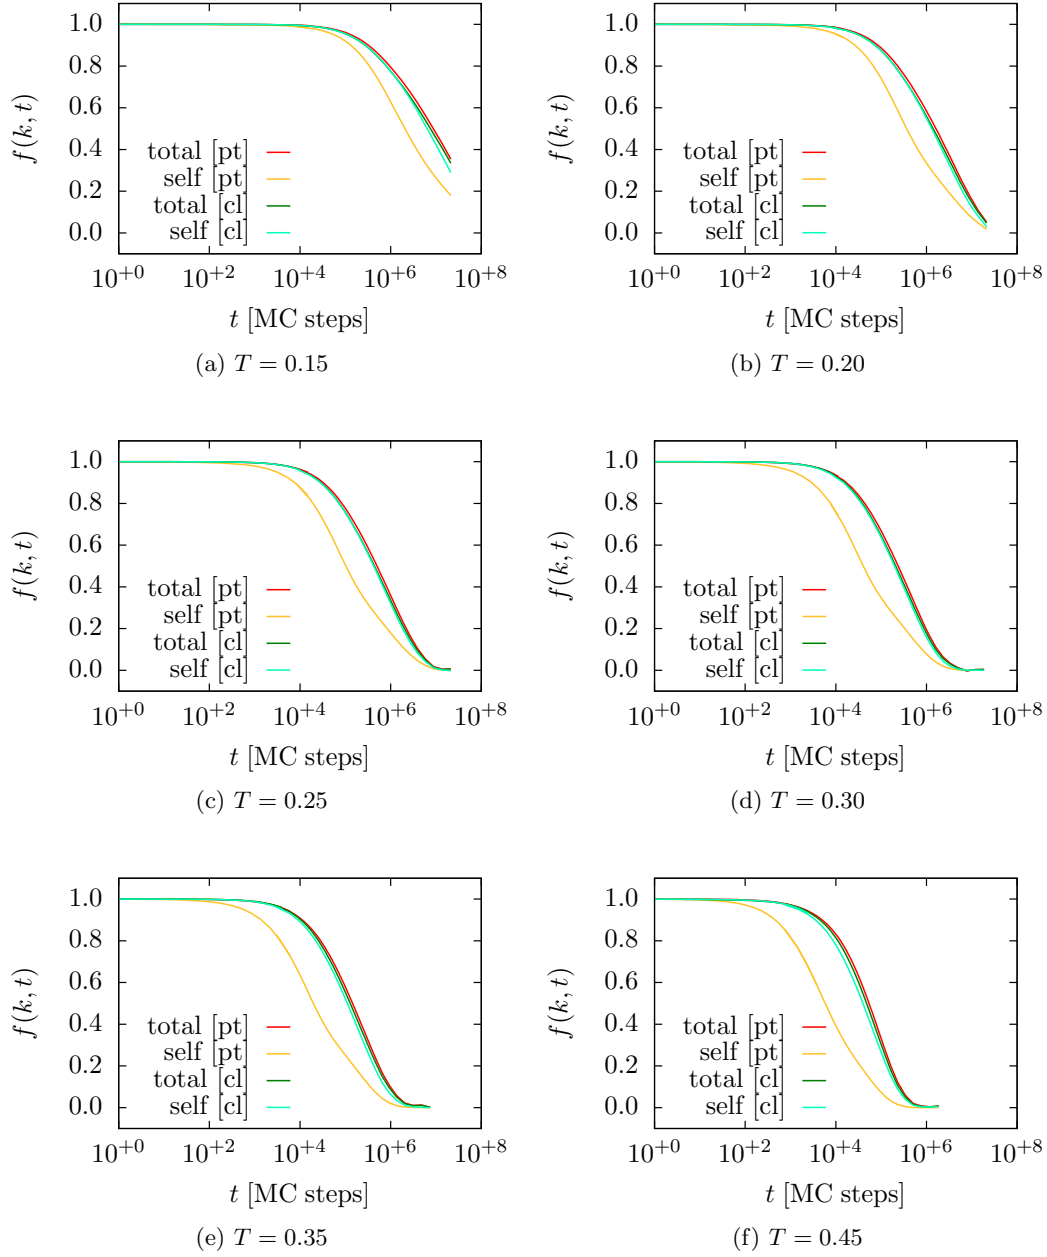 1.0
0.8
0.6
0.4
0.2
0.0
f(k, t)
total [pt]
self [pt]
total [cl]
self [cl]
10⁺⁰ 10⁺² 10⁺⁴ 10⁺⁶ 10⁺⁸
t [MC steps]
(a) T = 0.15
1.0
0.8
0.6
0.4
0.2
0.0
f(k, t)
total [pt]
self [pt]
total [cl]
self [cl]
10⁺⁰ 10⁺² 10⁺⁴ 10⁺⁶ 10⁺⁸
t [MC steps]
(b) T = 0.20
1.0
0.8
0.6
0.4
0.2
0.0
f(k, t)
total [pt]
self [pt]
total [cl]
self [cl]
10⁺⁰ 10⁺² 10⁺⁴ 10⁺⁶ 10⁺⁸
t [MC steps]
(c) T = 0.25
1.0
0.8
0.6
0.4
0.2
0.0
f(k, t)
total [pt]
self [pt]
total [cl]
self [cl]
10⁺⁰ 10⁺² 10⁺⁴ 10⁺⁶ 10⁺⁸
t [MC steps]
(d) T = 0.30
1.0
0.8
0.6
0.4
0.2
0.0
f(k, t)
total [pt]
self [pt]
total [cl]
self [cl]
10⁺⁰ 10⁺² 10⁺⁴ 10⁺⁶ 10⁺⁸
t [MC steps]
(e) T = 0.35
1.0
0.8
0.6
0.4
0.2
0.0
f(k, t)
total [pt]
self [pt]
total [cl]
self [cl]
10⁺⁰ 10⁺² 10⁺⁴ 10⁺⁶ 10⁺⁸
t [MC steps]
(f) T = 0.45